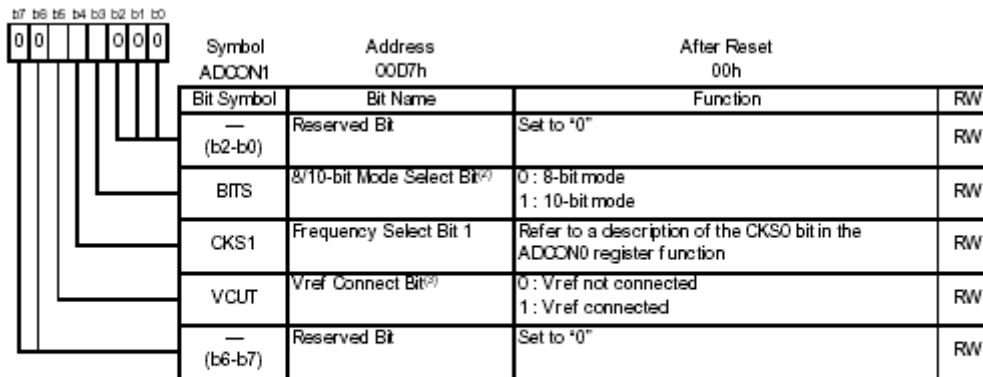 b7 b6 b5 b4 b3 b2 b1 b0
0 0 0 0 0
Symbol Address After Reset
ADCON1 00D7h 00h
Bit Symbol Bit Name Function RW
— Reserved Bit Set to "0" RW
(b2-b0)
BITS 8/10-bit Mode Select Bit(2) 0 : 8-bit mode RW
1 : 10-bit mode
CKS1 Frequency Select Bit 1 Refer to a description of the CKS0 bit in the RW
ADCON0 register function
VCUT Vref Connect Bit(3) 0 : Vref not connected RW
1 : Vref connected
— Reserved Bit Set to "0" RW
(b6-b7)